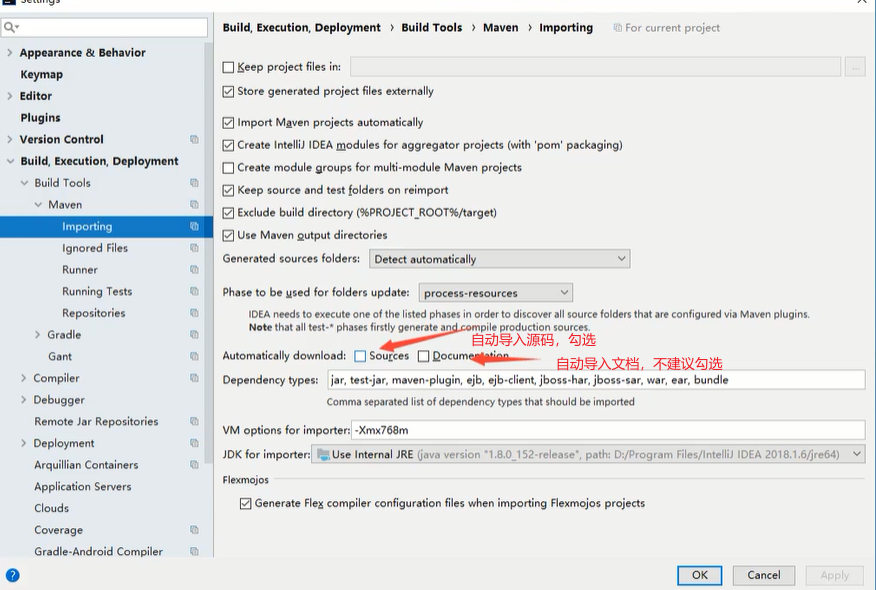 Settings
Appearance & Behavior
Keymap
Editor
Plugins
Version Control
Build, Execution, Deployment
Build Tools
Maven
Importing
Ignored Files
Runner
Running Tests
Repositories
Gradle
Gant
Compiler
Debugger
Remote Jar Repositories
Deployment
Arquillian Containers
Application Servers
Clouds
Coverage
Gradle-Android Compiler
Build, Execution, Deployment › Build Tools › Maven › Importing For current project
Keep project files in: ...
Store generated project files externally
Import Maven projects automatically
Create IntelliJ IDEA modules for aggregator projects (with 'pom' packaging)
Create module groups for multi-module Maven projects
Keep source and test folders on reimport
Exclude build directory (%PROJECT_ROOT%/target)
Use Maven output directories
Generated sources folders: Detect automatically
Phase to be used for folders update: process-resources
IDEA needs to execute one of the listed phases in order to discover all source folders that are configured via Maven plugins.
Note that all test-* phases firstly generate and compile production sources.
自动导入源码，勾选
Automatically download: Sources Documentation
自动导入文档，不建议勾选
Dependency types: jar, test-jar, maven-plugin, ejb, ejb-client, jboss-har, jboss-sar, war, ear, bundle
Comma separated list of dependency types that should be imported
VM options for importer: -Xmx768m
JDK for importer: Use Internal JRE (java version "1.8.0_152-release", path: D:/Program Files/IntelliJ IDEA 2018.1.6/jre64)
Flexmojos
Generate Flex compiler configuration files when importing Flexmojos projects
?
OK Cancel Apply